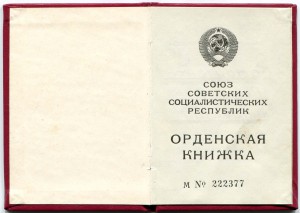 СОЮЗ
СОВЕТСКИХ
СОЦИАЛИСТИЧЕСКИХ
РЕСПУБЛИК
ОРДЕНСКАЯ
КНИЖКА
М № 222377